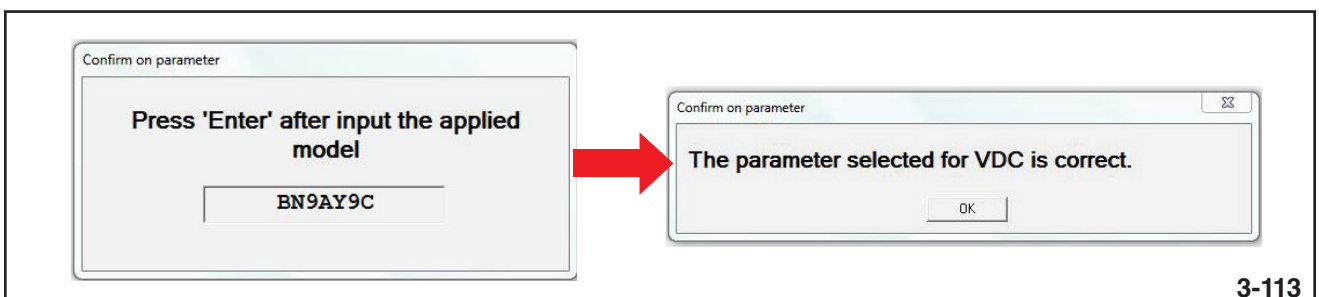 Confirm on parameter
Press 'Enter' after input the applied
model
BN9AY9C
Confirm on parameter
The parameter selected for VDC is correct.
OK
3-113